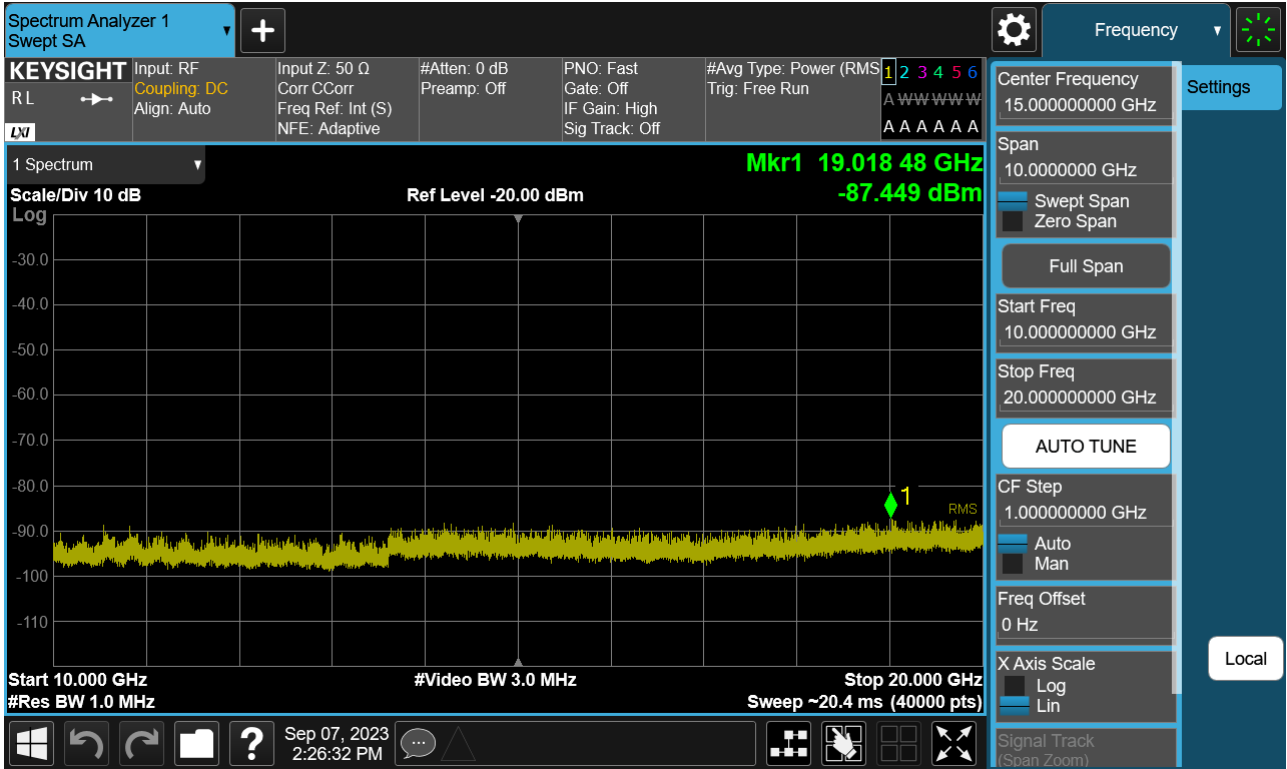 Spectrum Analyzer 1
Swept SA
Frequency
KEYSIGHT
R L
LXI
Input: RF
Coupling: DC
Align: Auto
Input Z: 50 Ω
Corr CCorr
Freq Ref: Int (S)
NFE: Adaptive
#Atten: 0 dB
Preamp: Off
PNO: Fast
Gate: Off
IF Gain: High
Sig Track: Off
#Avg Type: Power (RMS
Trig: Free Run
1 2 3 4 5 6
A W W W W W
A A A A A A
1 Spectrum
Scale/Div 10 dB
Log
Ref Level -20.00 dBm
Mkr1 19.018 48 GHz
-87.449 dBm
-30.0
-40.0
-50.0
-60.0
-70.0
-80.0
-90.0
-100
-110
1
RMS
Start 10.000 GHz
#Res BW 1.0 MHz
#Video BW 3.0 MHz
Stop 20.000 GHz
Sweep ~20.4 ms (40000 pts)
Center Frequency
15.000000000 GHz
Span
10.0000000 GHz
Swept Span
Zero Span
Full Span
Start Freq
10.000000000 GHz
Stop Freq
20.000000000 GHz
AUTO TUNE
CF Step
1.000000000 GHz
Auto
Man
Freq Offset
0 Hz
X Axis Scale
Log
Lin
Signal Track
(Span Zoom)
Settings
Local
?
Sep 07, 2023
2:26:32 PM